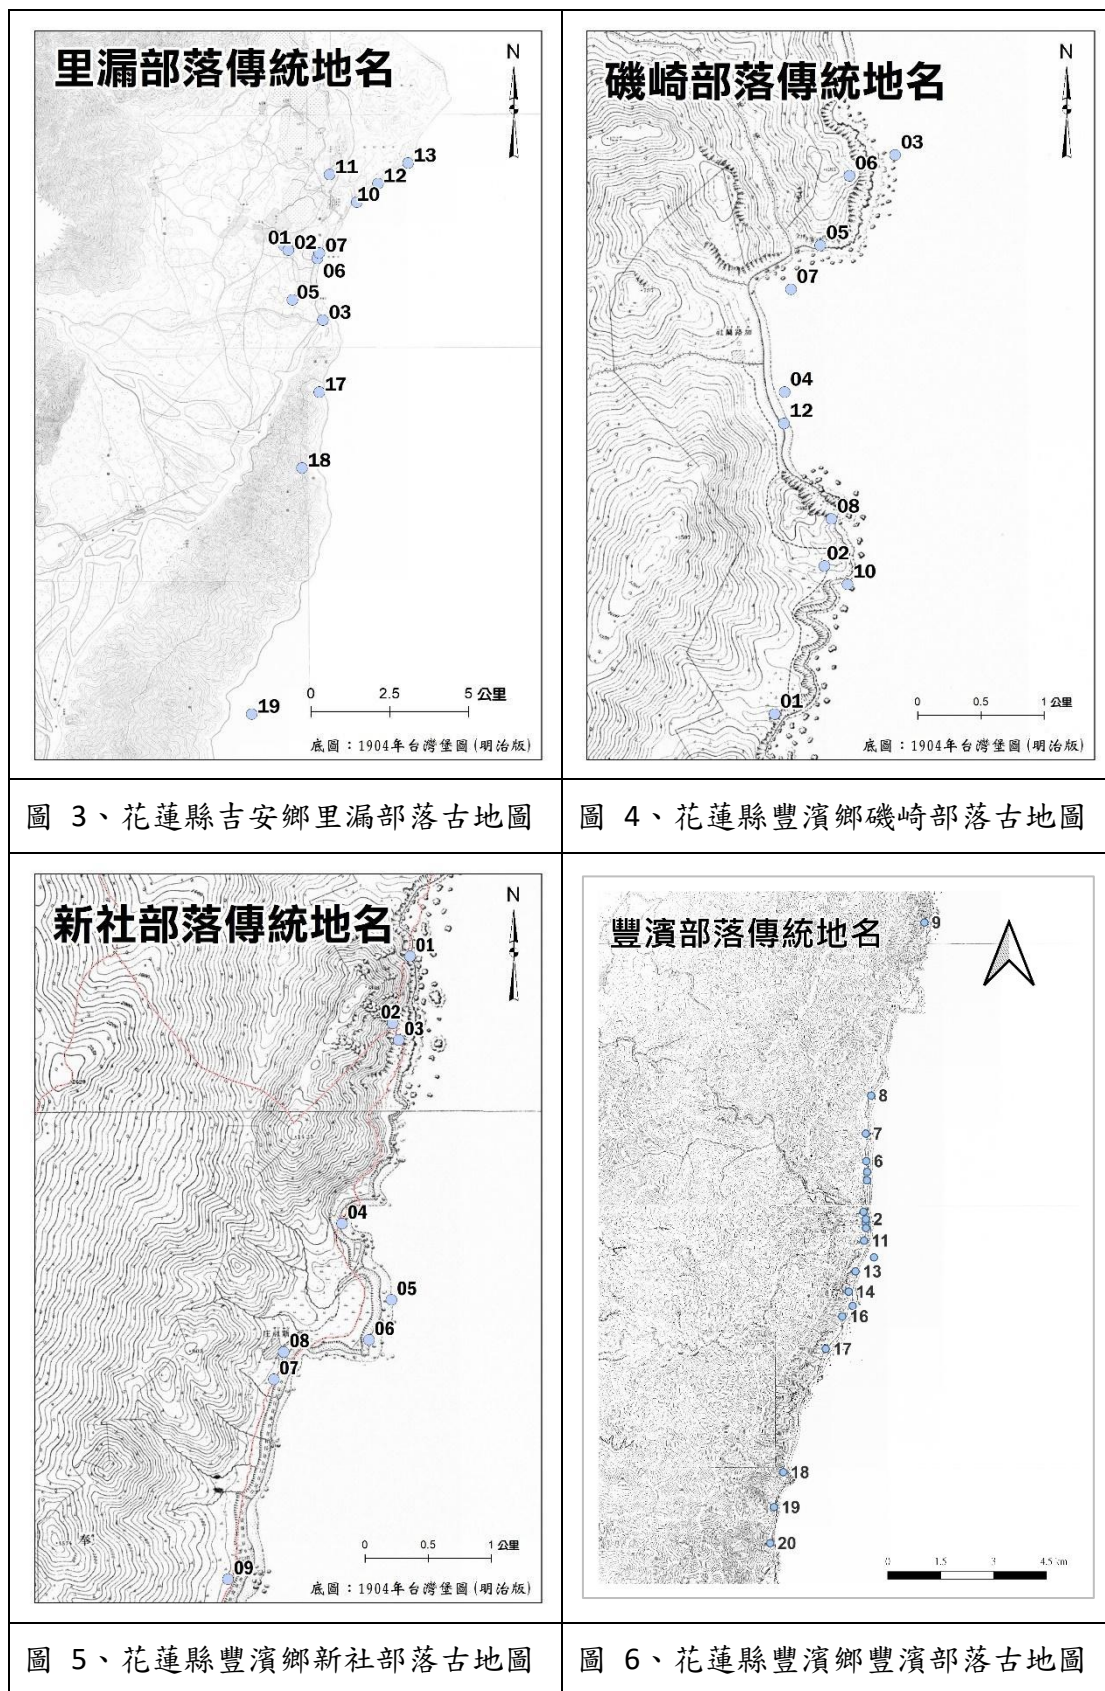 里漏部落傳統地名
N
13
11
12
10
01
02
07
06
05
03
17
18
19
0 2.5 5 公里
底圖：1904年台灣堡圖(明治版)
圖 3、花蓮縣吉安鄉里漏部落古地圖
磯崎部落傳統地名
N
03
06
05
07
04
12
08
02
10
01
0 0.5 1 公里
底圖：1904年台灣堡圖(明治版)
圖 4、花蓮縣豐濱鄉磯崎部落古地圖
新社部落傳統地名
N
01
02
03
04
05
06
08
07
09
0 0.5 1 公里
底圖：1904年台灣堡圖(明治版)
圖 5、花蓮縣豐濱鄉新社部落古地圖
豐濱部落傳統地名
9
8
7
6
2
11
13
14
16
17
18
19
20
0 1.5 3 4.5 km
圖 6、花蓮縣豐濱鄉豐濱部落古地圖